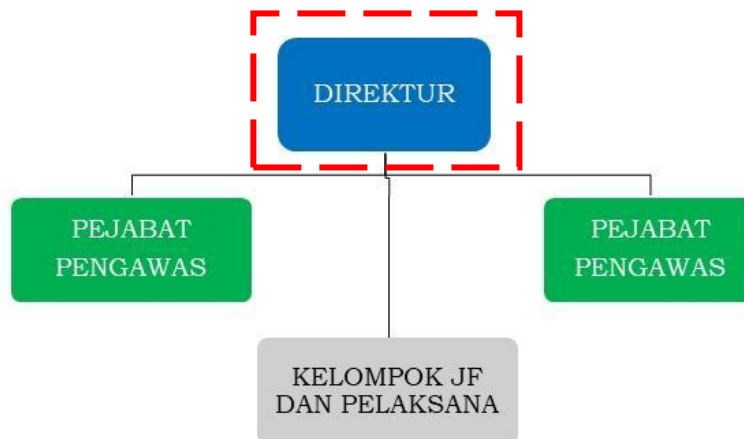 DIREKTUR
PEJABAT
PENGAWAS
PEJABAT
PENGAWAS
KELOMPOK JF
DAN PELAKSANA